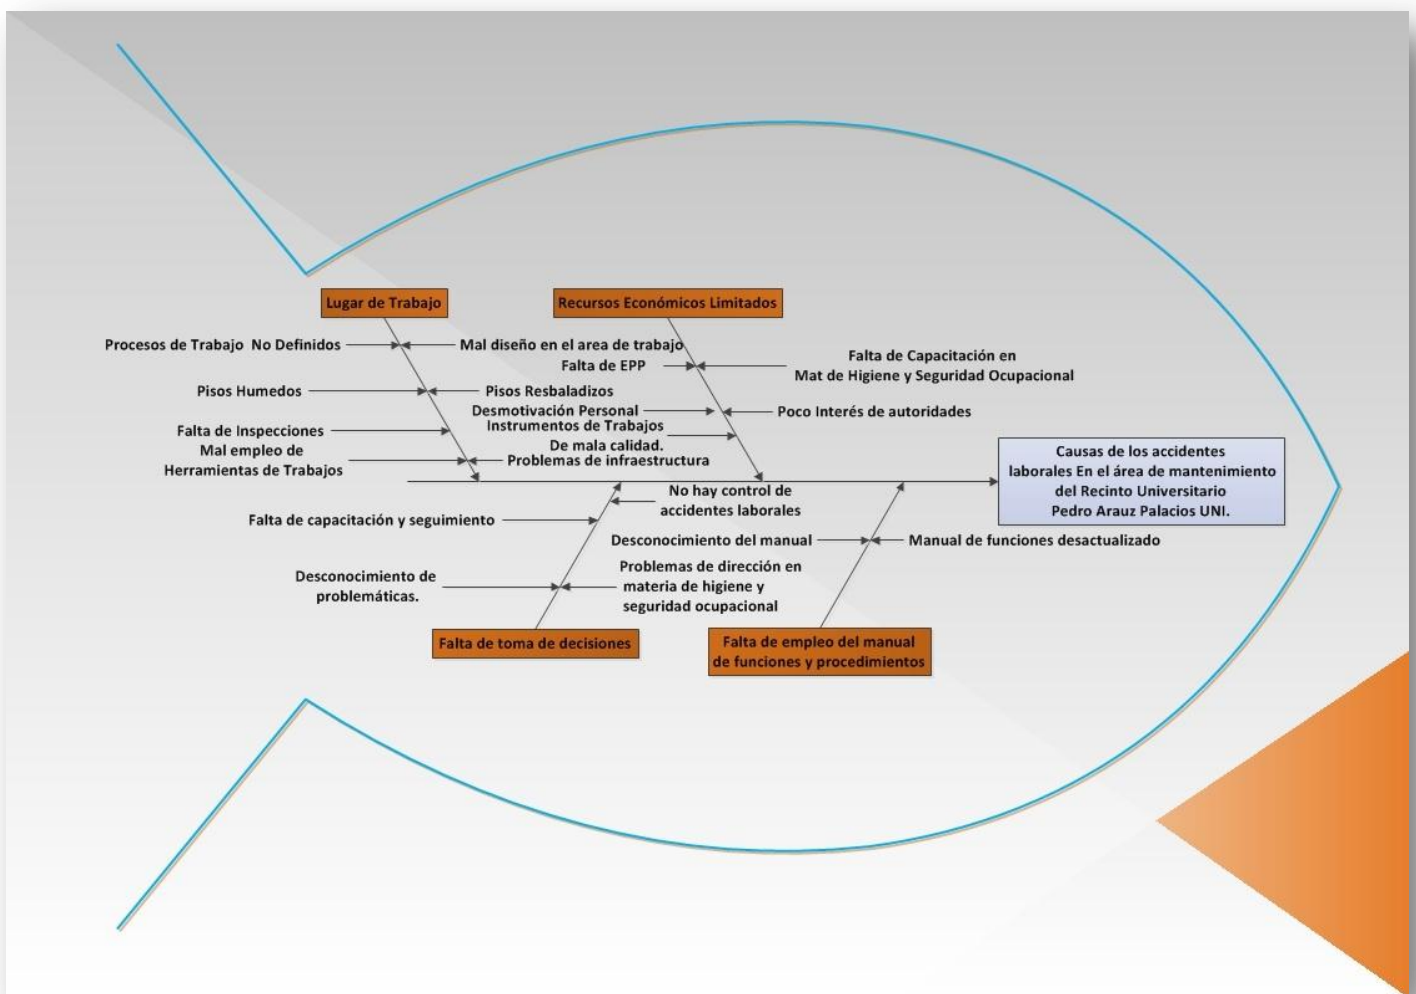 Lugar de Trabajo
Recursos Económicos Limitados
Procesos de Trabajo  No Definidos
Mal diseño en el area de trabajo
Falta de EPP
Falta de Capacitación en
Mat de Higiene y Seguridad Ocupacional
Pisos Humedos
Pisos Resbaladizos
Desmotivación Personal
Poco Interés de autoridades
Instrumentos de Trabajos
De mala calidad.
Falta de Inspecciones
Mal empleo de
Herramientas de Trabajos
Problemas de infraestructura
Causas de los accidentes
laborales En el área de mantenimiento
del Recinto Universitario
Pedro Arauz Palacios UNI.
No hay control de
accidentes laborales
Falta de capacitación y seguimiento
Desconocimiento del manual
Manual de funciones desactualizado
Desconocimiento de
problemáticas.
Problemas de dirección en
materia de higiene y
seguridad ocupacional
Falta de toma de decisiones
Falta de empleo del manual
de funciones y procedimientos